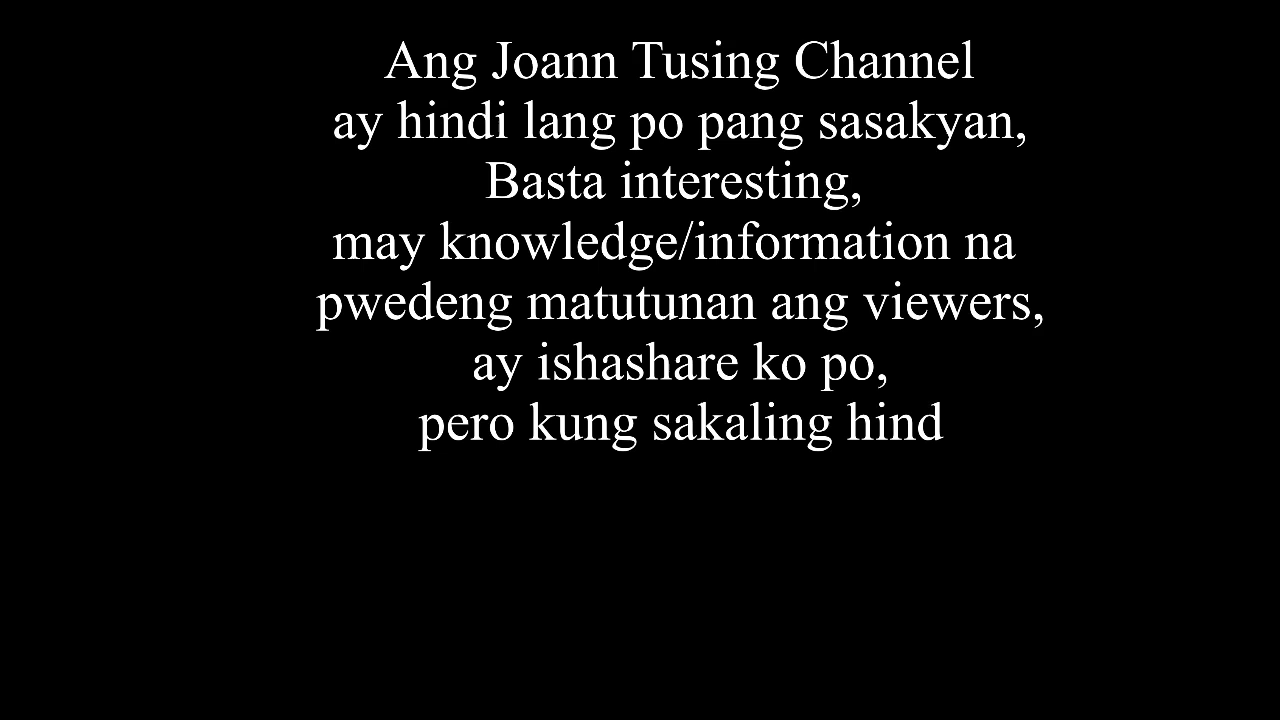 Ang Joann Tusing Channel
ay hindi lang po pang sasakyan,
Basta interesting,
may knowledge/information na
pwedeng matutunan ang viewers,
ay ishashare ko po,
pero kung sakaling hind